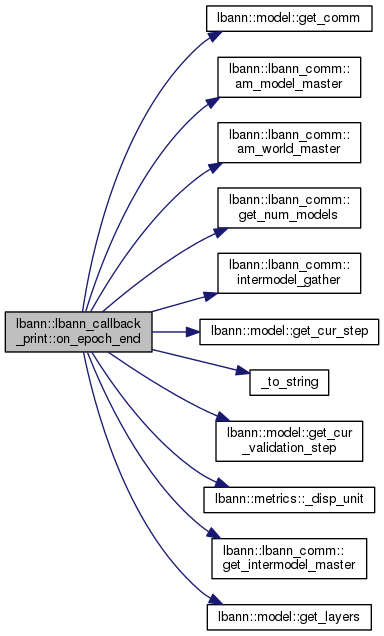 lbann::model::get_comm
lbann::lbann_comm::
am_model_master
lbann::lbann_comm::
am_world_master
lbann::lbann_comm::
get_num_models
lbann::lbann_comm::
intermodel_gather
lbann::lbann_callback
_print::on_epoch_end
lbann::model::get_cur_step
_to_string
lbann::model::get_cur
_validation_step
lbann::metrics::_disp_unit
lbann::lbann_comm::
get_intermodel_master
lbann::model::get_layers